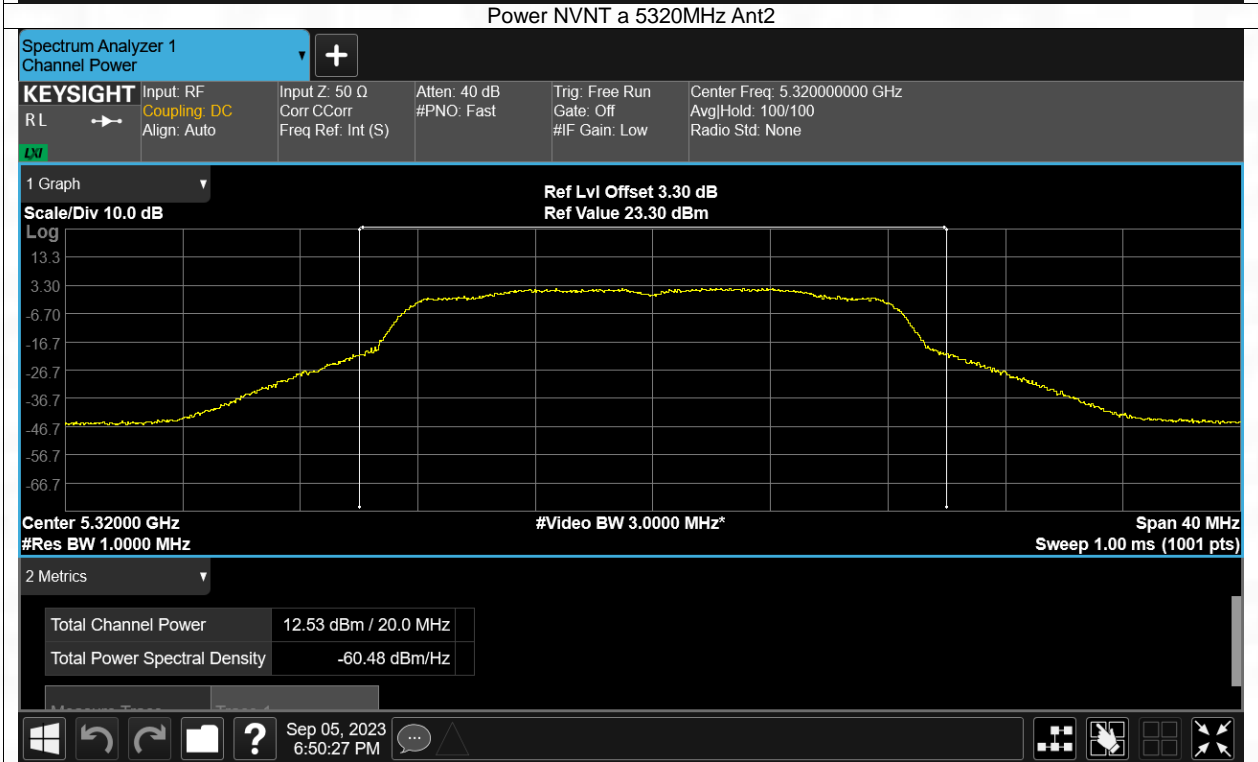 Power NVNT a 5320MHz Ant2
Spectrum Analyzer 1
Channel Power
+
KEYSIGHT
RL
LXI
Input: RF
Coupling: DC
Align: Auto
Input Z: 50 Ω
Corr CCorr
Freq Ref: Int (S)
Atten: 40 dB
#PNO: Fast
Trig: Free Run
Gate: Off
#IF Gain: Low
Center Freq: 5.320000000 GHz
Avg|Hold: 100/100
Radio Std: None
1 Graph
Scale/Div 10.0 dB
Ref Lvl Offset 3.30 dB
Ref Value 23.30 dBm
Log
13.3
3.30
-6.70
-16.7
-26.7
-36.7
-46.7
-56.7
-66.7
Center 5.32000 GHz
#Video BW 3.0000 MHz*
Span 40 MHz
#Res BW 1.0000 MHz
Sweep 1.00 ms (1001 pts)
2 Metrics
Total Channel Power 12.53 dBm / 20.0 MHz
Total Power Spectral Density -60.48 dBm/Hz
?
Sep 05, 2023
6:50:27 PM